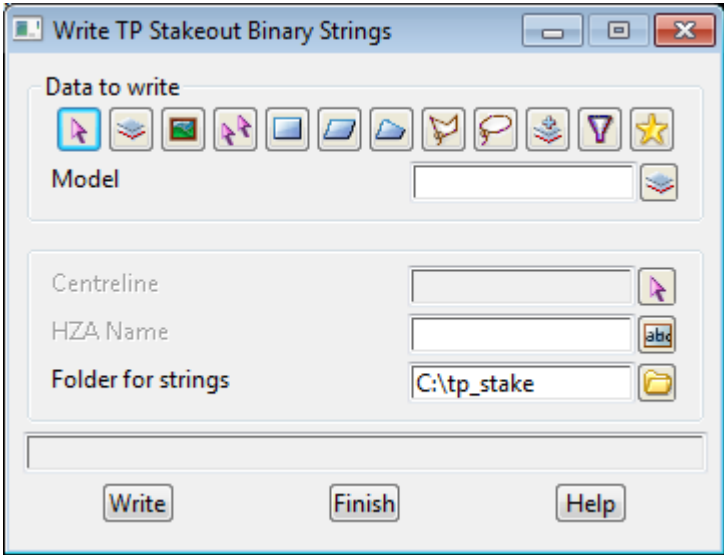 Write TP Stakeout Binary Strings
Data to write
Model
Centreline
HZA Name
abc
Folder for strings
C:\tp_stake
Write
Finish
Help